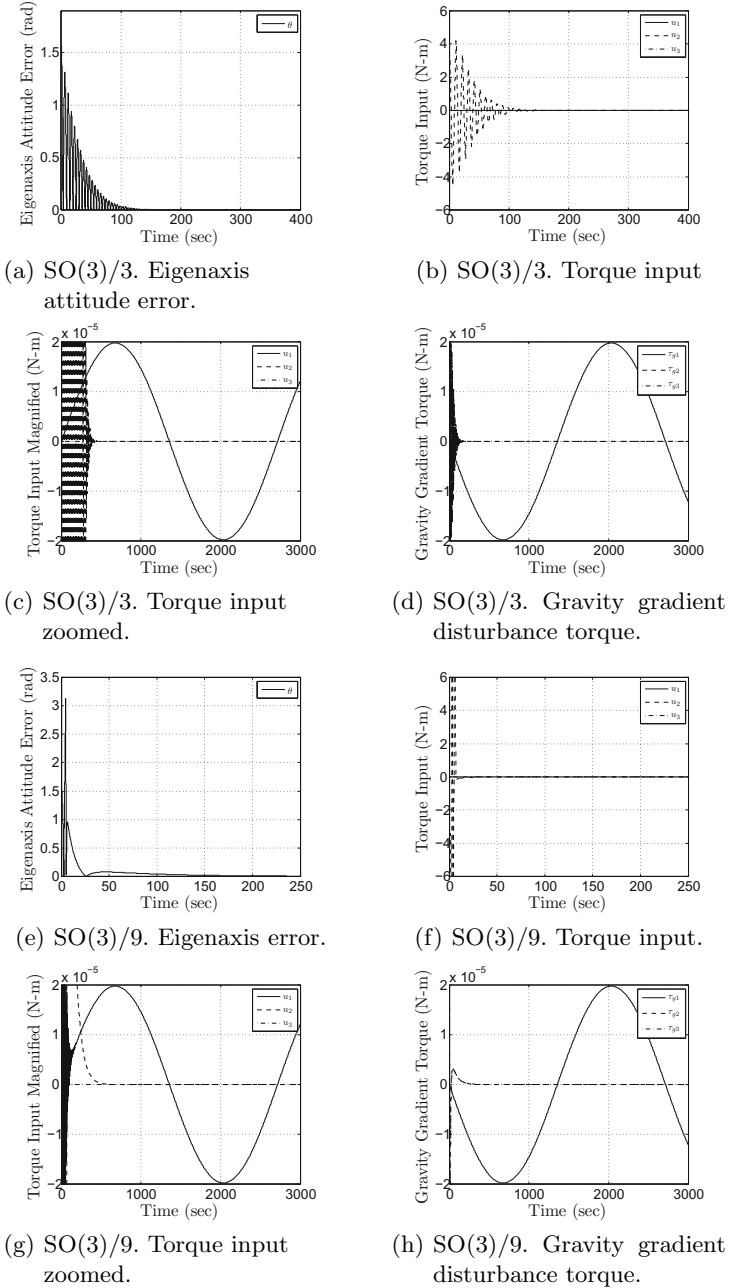 Eigenaxis Attitude Error (rad)
1.5
1
0.5
0
0 100 200 300 400
Time (sec)
θ
(a) SO(3)/3. Eigenaxis
attitude error.
Torque Input (N-m)
6
4
2
0
−2
−4
−6
0 100 200 300 400
Time (sec)
u₁
u₂
u₃
(b) SO(3)/3. Torque input
Torque Input Magnified (N-m)
x 10⁻⁵
2
1
0
−1
−2
0 1000 2000 3000
Time (sec)
u₁
u₂
u₃
(c) SO(3)/3. Torque input
zoomed.
Gravity Gradient Torque (N-m)
x 10⁻⁵
2
1
0
−1
−2
0 1000 2000 3000
Time (sec)
τg1
τg2
τg3
(d) SO(3)/3. Gravity gradient
disturbance torque.
Eigenaxis Attitude Error (rad)
3.5
3
2.5
2
1.5
1
0.5
0
0 50 100 150 200 250
Time (sec)
θ
(e) SO(3)/9. Eigenaxis error.
Torque Input (N-m)
6
4
2
0
−2
−4
−6
0 50 100 150 200 250
Time (sec)
u₁
u₂
u₃
(f) SO(3)/9. Torque input.
Torque Input Magnified (N-m)
x 10⁻⁵
2
1
0
−1
−2
0 1000 2000 3000
Time (sec)
u₁
u₂
u₃
(g) SO(3)/9. Torque input
zoomed.
Gravity Gradient Torque (N-m)
x 10⁻⁵
2
1
0
−1
−2
0 1000 2000 3000
Time (sec)
τg1
τg2
τg3
(h) SO(3)/9. Gravity gradient
disturbance torque.